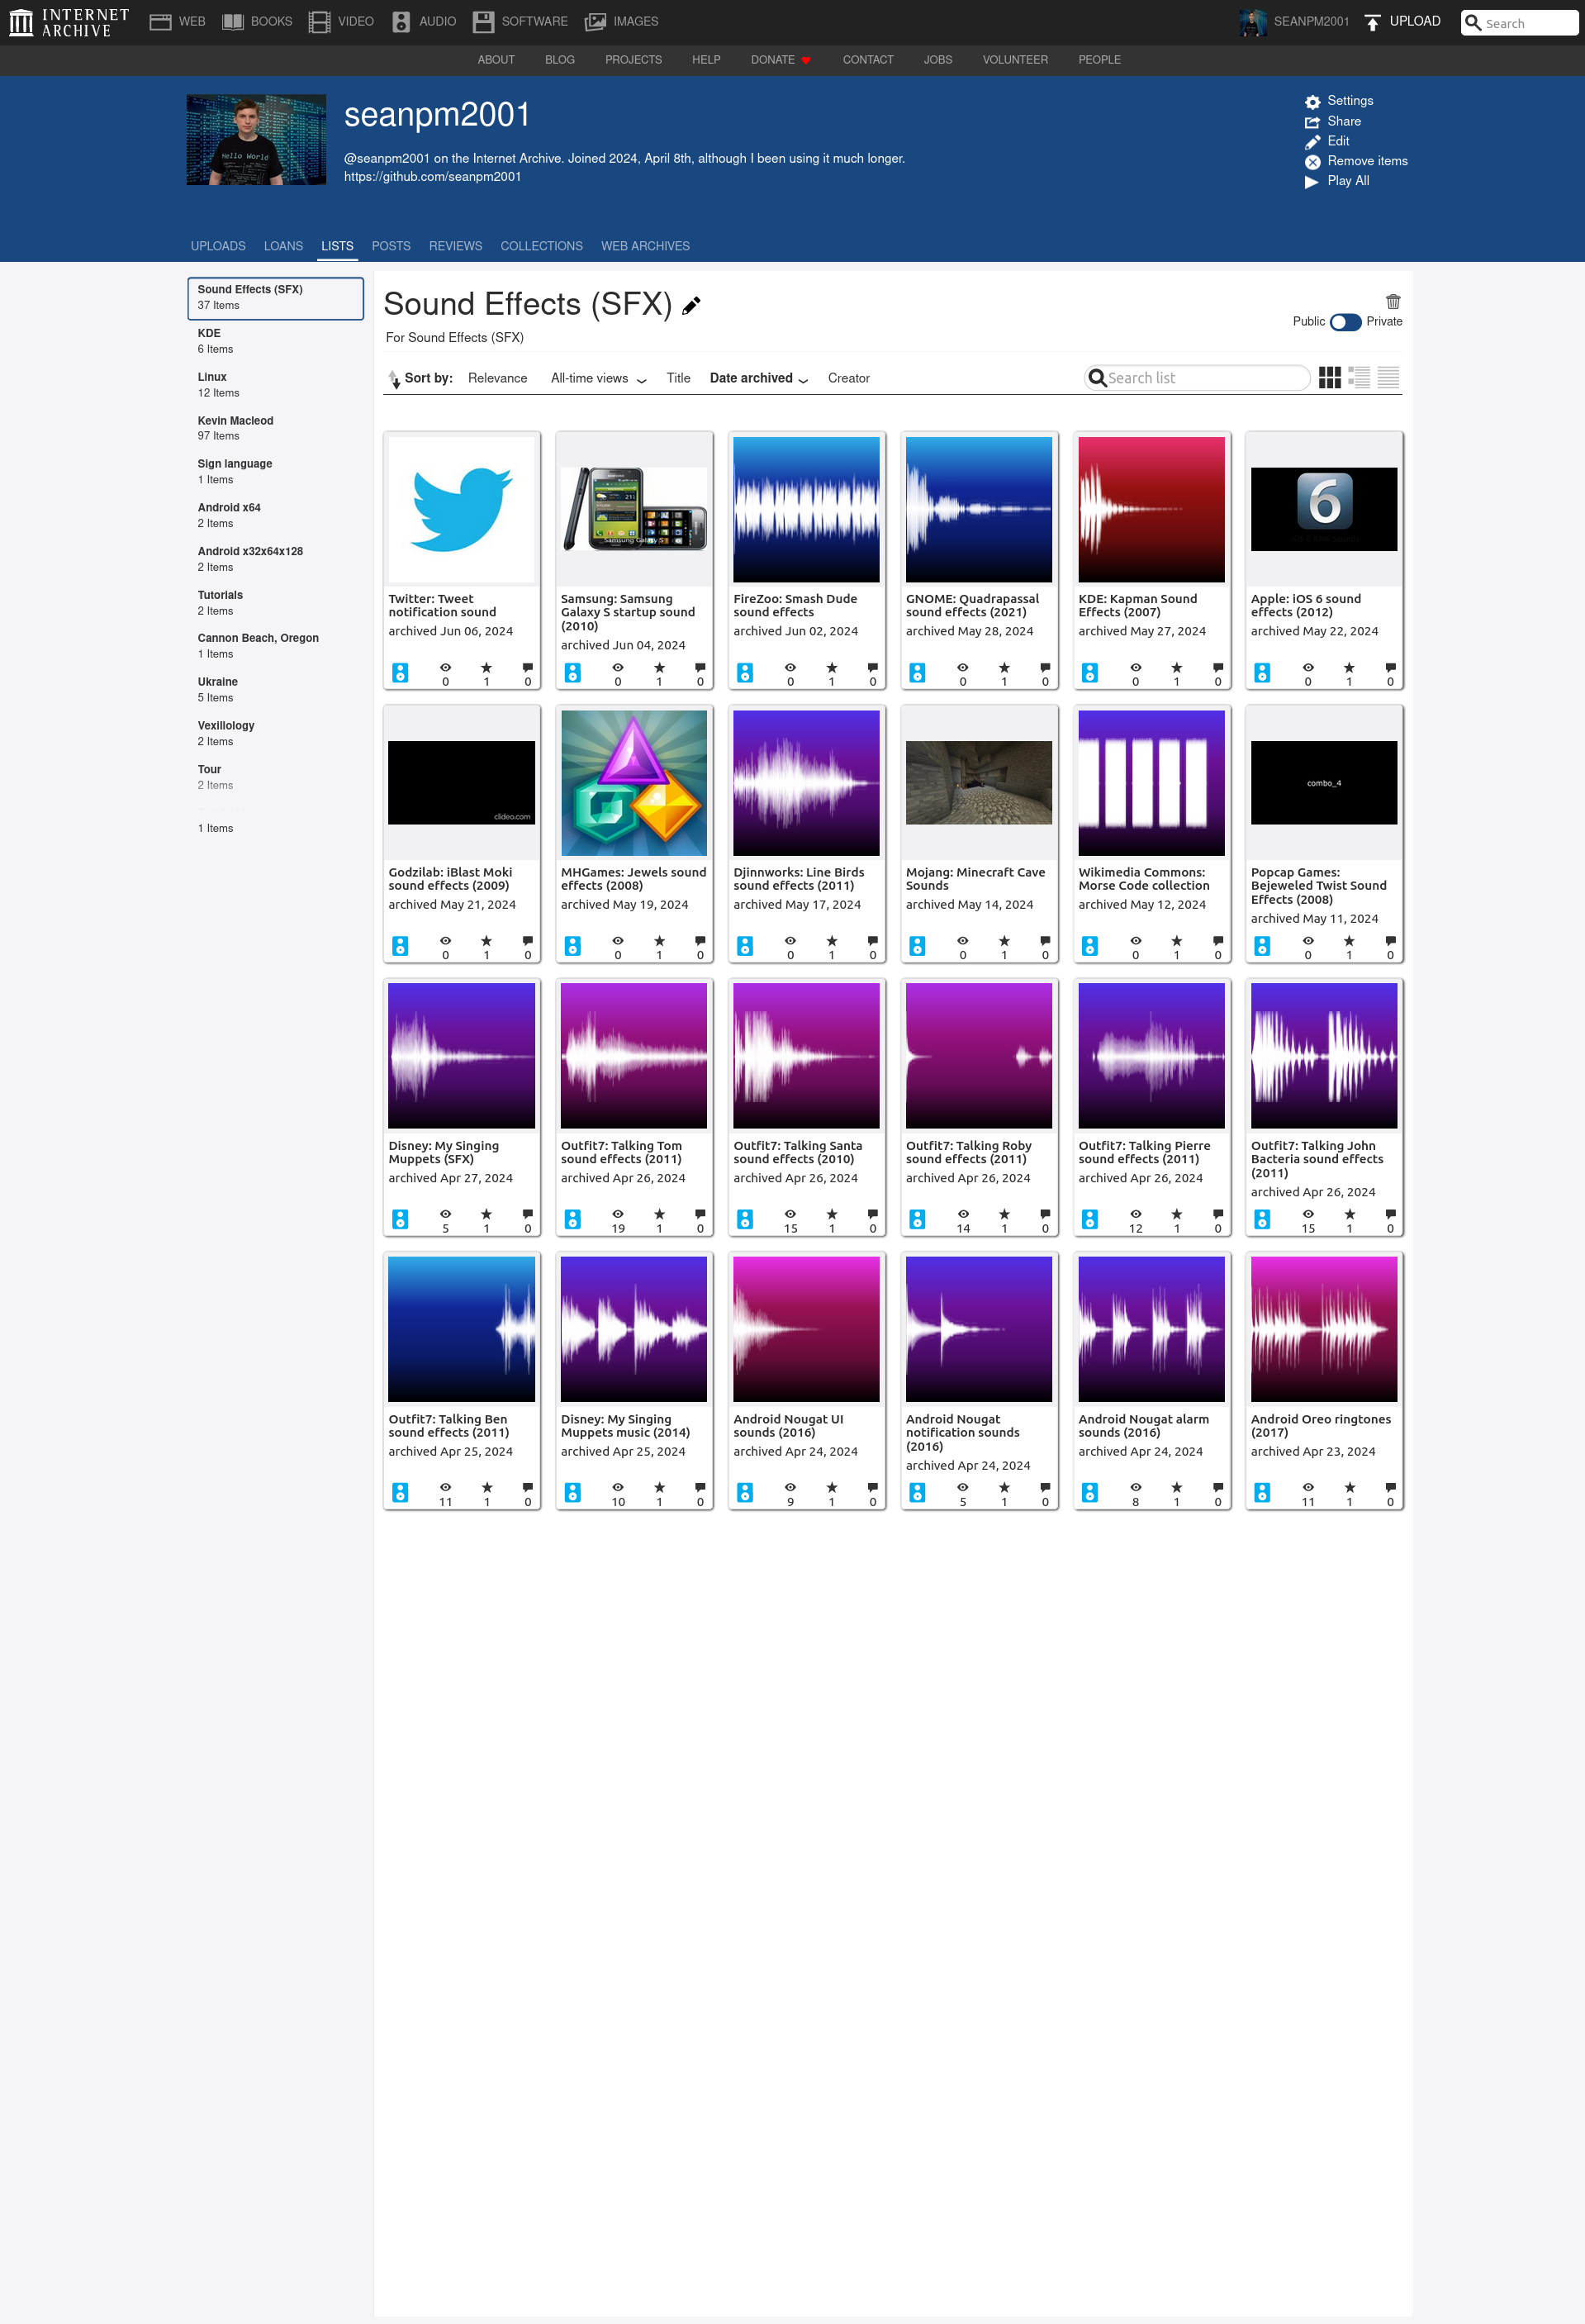 INTERNET
ARCHIVE
WEB
BOOKS
VIDEO
AUDIO
SOFTWARE
IMAGES
SEANPM2001
UPLOAD
Search
ABOUT
BLOG
PROJECTS
HELP
DONATE
CONTACT
JOBS
VOLUNTEER
PEOPLE
Hello World
seanpm2001
@seanpm2001 on the Internet Archive. Joined 2024, April 8th, although I been using it much longer.
https://github.com/seanpm2001
Settings
Share
Edit
Remove items
Play All
UPLOADS
LOANS
LISTS
POSTS
REVIEWS
COLLECTIONS
WEB ARCHIVES
Sound Effects (SFX)
37 Items
KDE
6 Items
Linux
12 Items
Kevin Macleod
97 Items
Sign language
1 Items
Android x64
2 Items
Android x32x64x128
2 Items
Tutorials
2 Items
Cannon Beach, Oregon
1 Items
Ukraine
5 Items
Vexillology
2 Items
Tour
2 Items
1 Items
Sound Effects (SFX)
For Sound Effects (SFX)
Public
Private
Sort by:
Relevance
All-time views
Title
Date archived
Creator
Search list
Twitter: Tweet
notification sound
archived Jun 06, 2024
0
1
0
Samsung Galaxy S
Samsung: Samsung
Galaxy S startup sound
(2010)
archived Jun 04, 2024
0
1
0
FireZoo: Smash Dude
sound effects
archived Jun 02, 2024
0
1
0
GNOME: Quadrapassal
sound effects (2021)
archived May 28, 2024
0
1
0
KDE: Kapman Sound
Effects (2007)
archived May 27, 2024
0
1
0
6
Apple: iOS 6 sound
effects (2012)
archived May 22, 2024
0
1
0
clideo.com
Godzilab: iBlast Moki
sound effects (2009)
archived May 21, 2024
0
1
0
MHGames: Jewels sound
effects (2008)
archived May 19, 2024
0
1
0
Djinnworks: Line Birds
sound effects (2011)
archived May 17, 2024
0
1
0
Mojang: Minecraft Cave
Sounds
archived May 14, 2024
0
1
0
Wikimedia Commons:
Morse Code collection
archived May 12, 2024
0
1
0
combo_4
Popcap Games:
Bejeweled Twist Sound
Effects (2008)
archived May 11, 2024
0
1
0
Disney: My Singing
Muppets (SFX)
archived Apr 27, 2024
5
1
0
Outfit7: Talking Tom
sound effects (2011)
archived Apr 26, 2024
19
1
0
Outfit7: Talking Santa
sound effects (2010)
archived Apr 26, 2024
15
1
0
Outfit7: Talking Roby
sound effects (2011)
archived Apr 26, 2024
14
1
0
Outfit7: Talking Pierre
sound effects (2011)
archived Apr 26, 2024
12
1
0
Outfit7: Talking John
Bacteria sound effects
(2011)
archived Apr 26, 2024
15
1
0
Outfit7: Talking Ben
sound effects (2011)
archived Apr 25, 2024
11
1
0
Disney: My Singing
Muppets music (2014)
archived Apr 25, 2024
10
1
0
Android Nougat UI
sounds (2016)
archived Apr 24, 2024
9
1
0
Android Nougat
notification sounds
(2016)
archived Apr 24, 2024
5
1
0
Android Nougat alarm
sounds (2016)
archived Apr 24, 2024
8
1
0
Android Oreo ringtones
(2017)
archived Apr 23, 2024
11
1
0